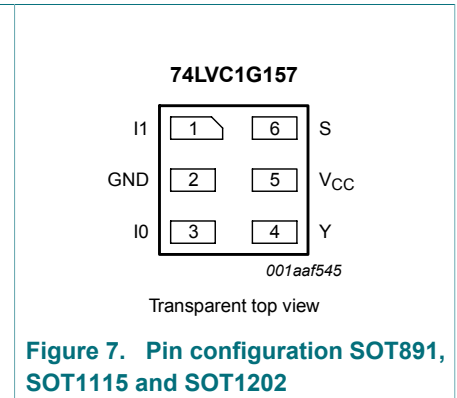 74LVC1G157
I1 1 6 S
GND 2 5 VCC
I0 3 4 Y
001aaf545
Transparent top view
Figure 7. Pin configuration SOT891,
SOT1115 and SOT1202